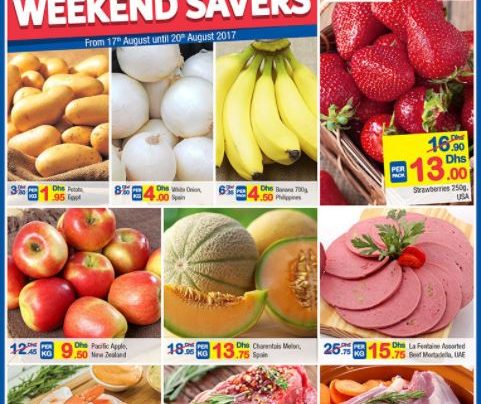 WEEKEND SAVERS
From 17th August until 20th August 2017
16.90 Dhs
PER PACK 13.00 Dhs
Strawberries 250g,
USA
PER KG 1.95 Dhs Potato,
Egypt
PER KG 4.00 Dhs White Onion,
Spain
4.50 Dhs Banana 700g,
Philippines
12.45 Dhs PER KG 9.50 Dhs Pacific Apple,
New Zealand
18.95 Dhs PER KG 13.75 Dhs Charentais Melon,
Spain
25.75 Dhs PER KG 15.75 Dhs La Fontaine Assorted
Beef Mortadella, UAE